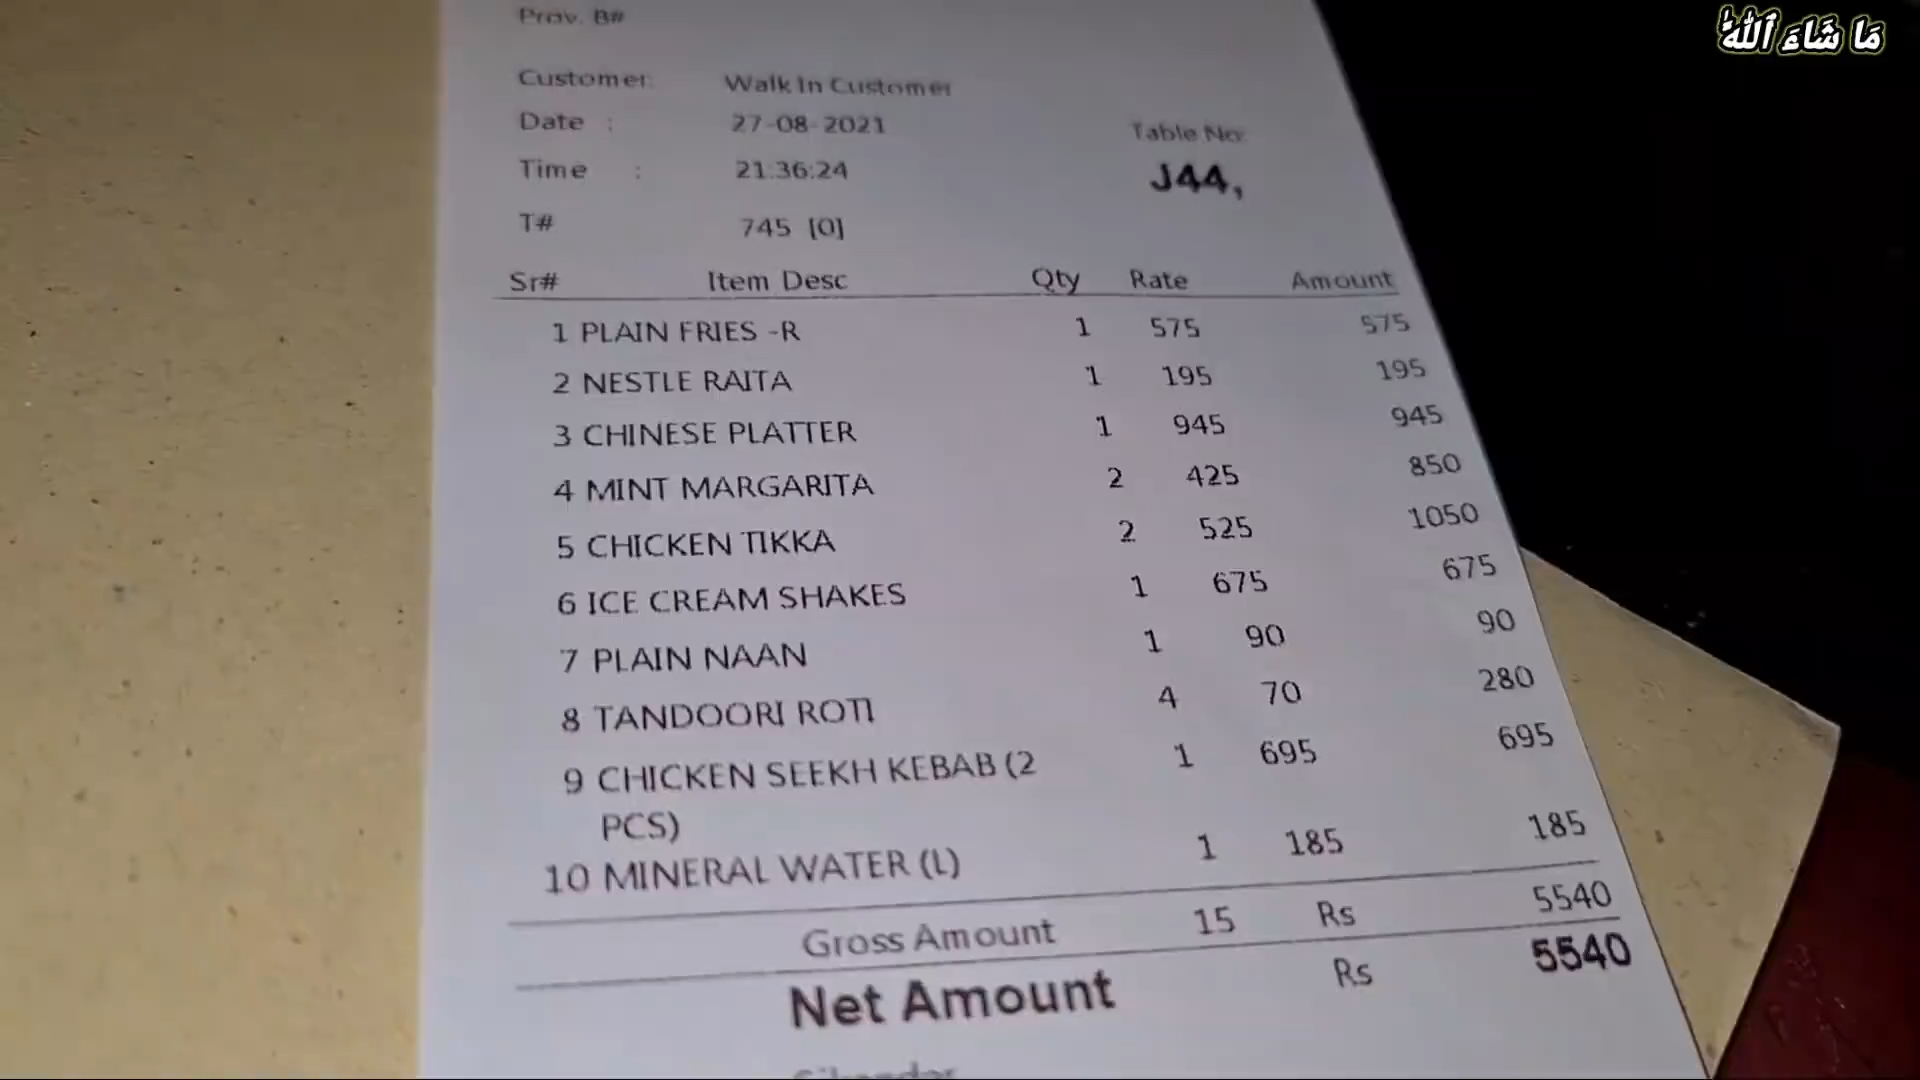 مَا شَاءَ ٱللَّٰهُ
Prov. B#
Customer: Walk In Customer
Date : 27-08-2021
Table No:
Time : 21:36:24
J44,
T# 745 [0]
Sr# Item Desc Qty Rate Amount
1 PLAIN FRIES -R 1 575 575
2 NESTLE RAITA 1 195 195
3 CHINESE PLATTER 1 945 945
4 MINT MARGARITA 2 425 850
5 CHICKEN TIKKA 2 525 1050
6 ICE CREAM SHAKES 1 675 675
7 PLAIN NAAN 1 90 90
8 TANDOORI ROTI 4 70 280
9 CHICKEN SEEKH KEBAB (2 1 695 695
PCS)
10 MINERAL WATER (L) 1 185 185
Gross Amount 15 Rs 5540
Net Amount Rs 5540